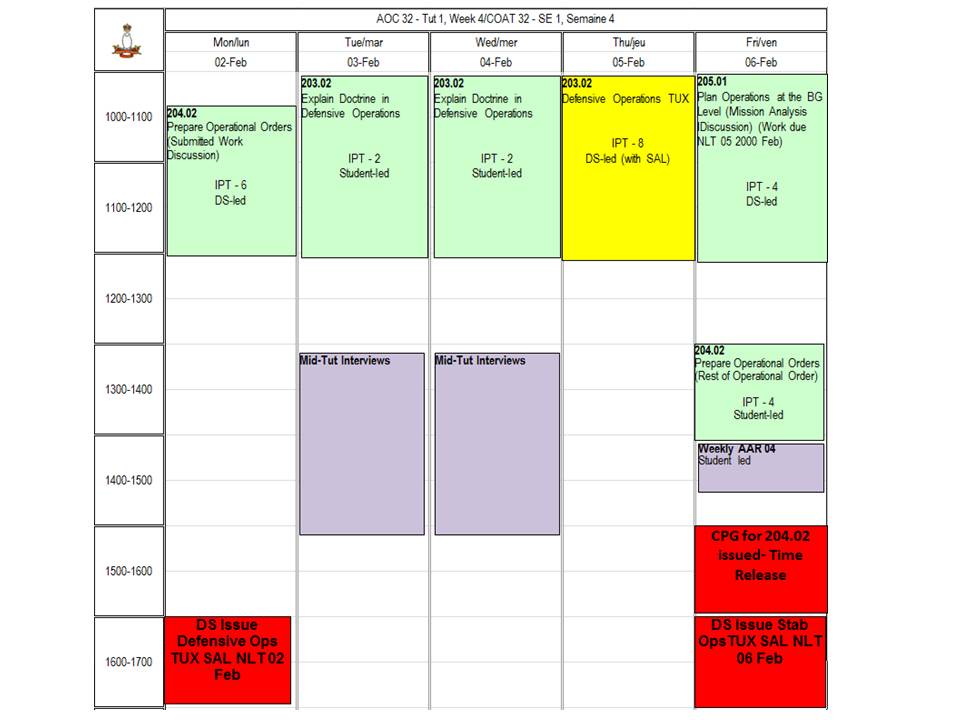 AOC 32 - Tut 1, Week 4/COAT 32 - SE 1, Semaine 4
Mon/lun
Tue/mar
Wed/mer
Thu/jeu
Fri/ven
02-Feb
03-Feb
04-Feb
05-Feb
06-Feb
1000-1100
1100-1200
1200-1300
1300-1400
1400-1500
1500-1600
1600-1700
204.02
Prepare Operational Orders
(Submitted Work
Discussion)
IPT - 6
DS-led
DS Issue
Defensive Ops
TUX SAL NLT 02
Feb
203.02
Explain Doctrine in
Defensive Operations
IPT - 2
Student-led
Mid-Tut Interviews
203.02
Explain Doctrine in
Defensive Operations
IPT - 2
Student-led
Mid-Tut Interviews
203.02
Defensive Operations TUX
IPT - 8
DS-led (with SAL)
205.01
Plan Operations at the BG
Level (Mission Analysis
IDiscussion) (Work due
NLT 05 2000 Feb)
IPT - 4
DS-led
204.02
Prepare Operational Orders
(Rest of Operational Order)
IPT - 4
Student-led
Weekly AAR 04
Student led
CPG for 204.02
issued- Time
Release
DS Issue Stab
OpsTUX SAL NLT
06 Feb